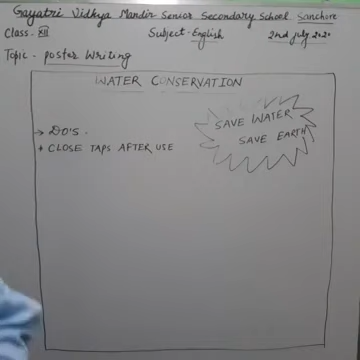 Gayatri Vidhya Mandir Senior Secondary School Sanchore
Class - XII Subject - English 2nd july 2020
Topic - poster Writing
WATER CONSERVATION
SAVE WATER
SAVE EARTH
→ DO'S -
+ CLOSE TAPS AFTER USE